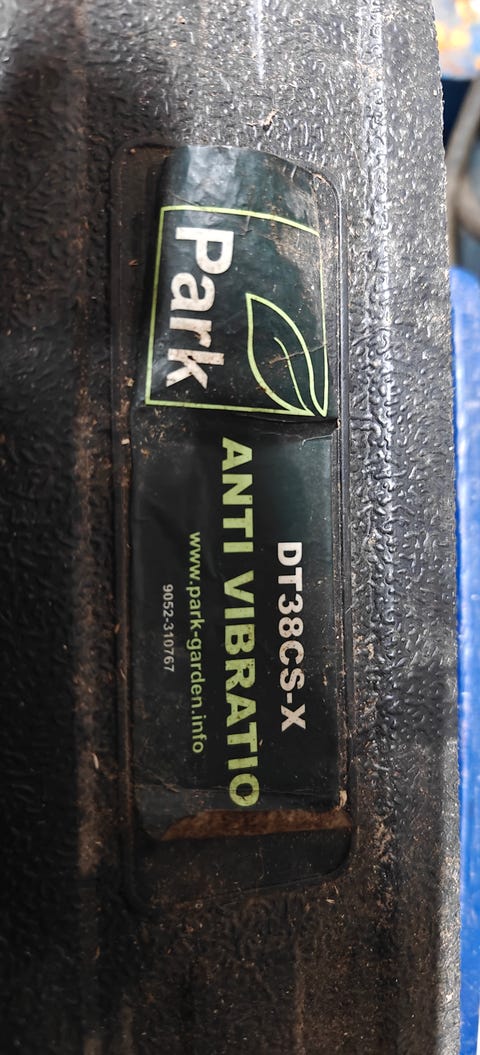 Park
DT38CS-X
ANTI VIBRATIO
www.park-garden.info
9052-310767